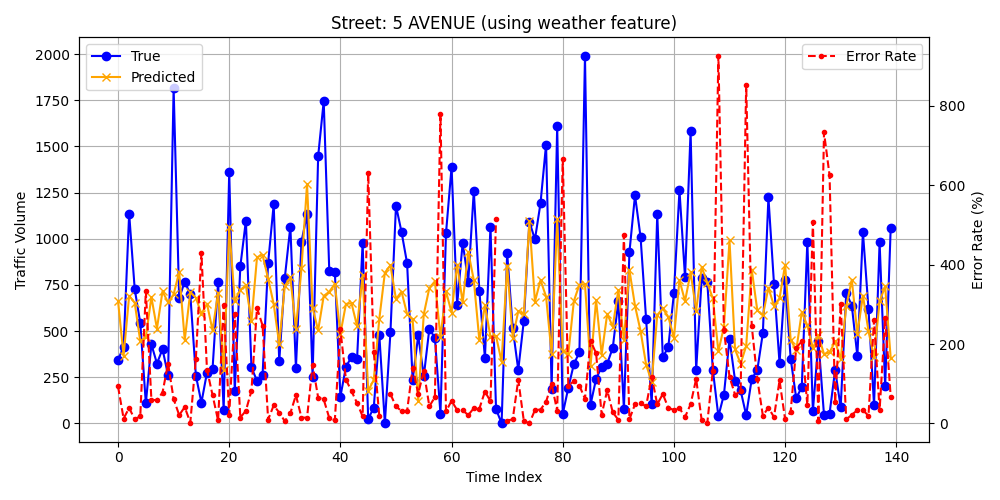 Street: 5 AVENUE (using weather feature)
True
Predicted
Error Rate
Traffic Volume
2000
1750
1500
1250
1000
750
500
250
0
800
600
400
200
0
Error Rate (%)
0 20 40 60 80 100 120 140
Time Index